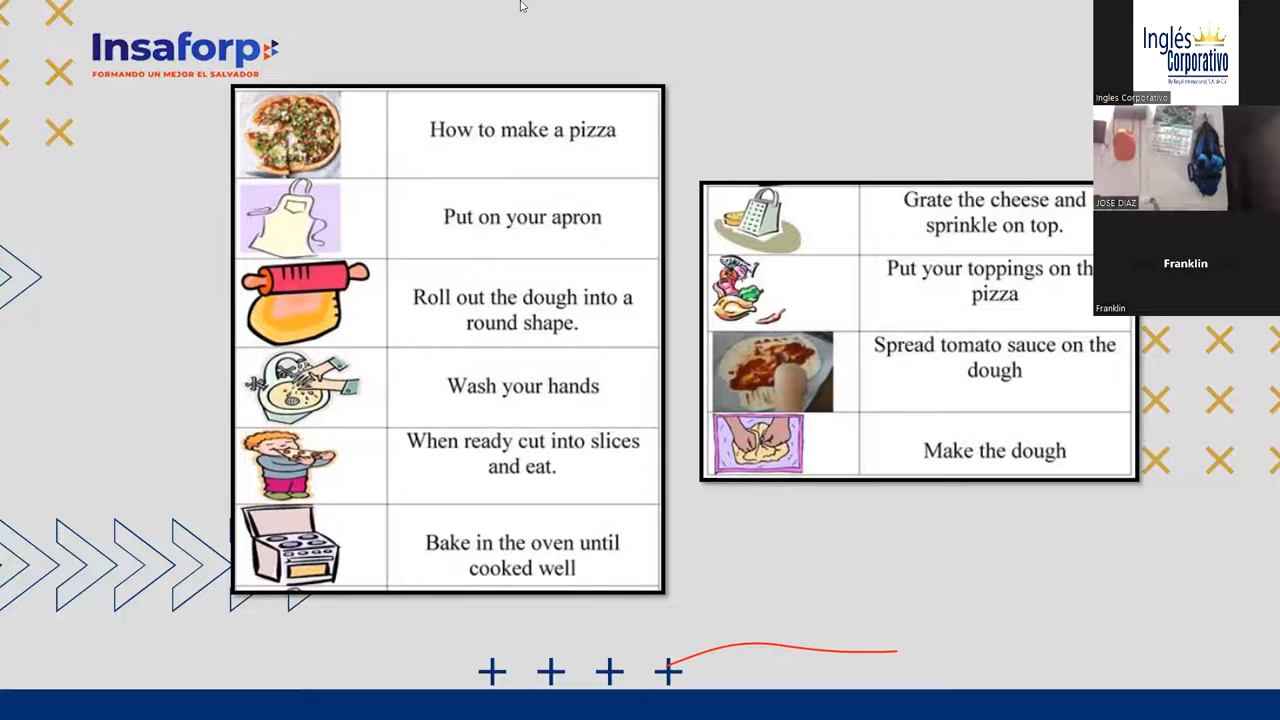 Insaforp
FORMANDO UN MEJOR EL SALVADOR
How to make a pizza
Put on your apron
Roll out the dough into a
round shape.
Wash your hands
When ready cut into slices
and eat.
Bake in the oven until
cooked well
Grate the cheese and
sprinkle on top.
Put your toppings on th
pizza
Spread tomato sauce on the
dough
Make the dough
Inglés
Corporativo
Ingles Corporativo
JOSE DIAZ
Franklin
Franklin